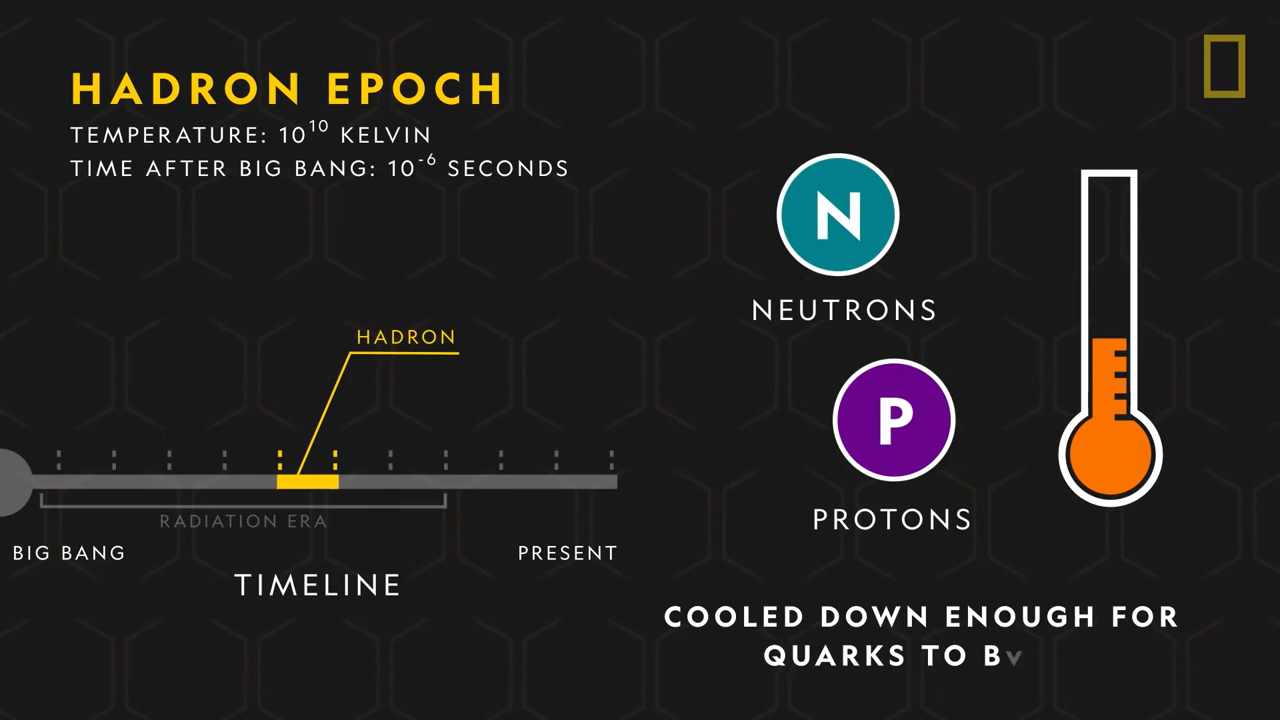 HADRON EPOCH
TEMPERATURE: 10¹⁰ KELVIN
TIME AFTER BIG BANG: 10⁻⁶ SECONDS
N
NEUTRONS
HADRON
P
PROTONS
RADIATION ERA
BIG BANG
PRESENT
TIMELINE
COOLED DOWN ENOUGH FOR
QUARKS TO B